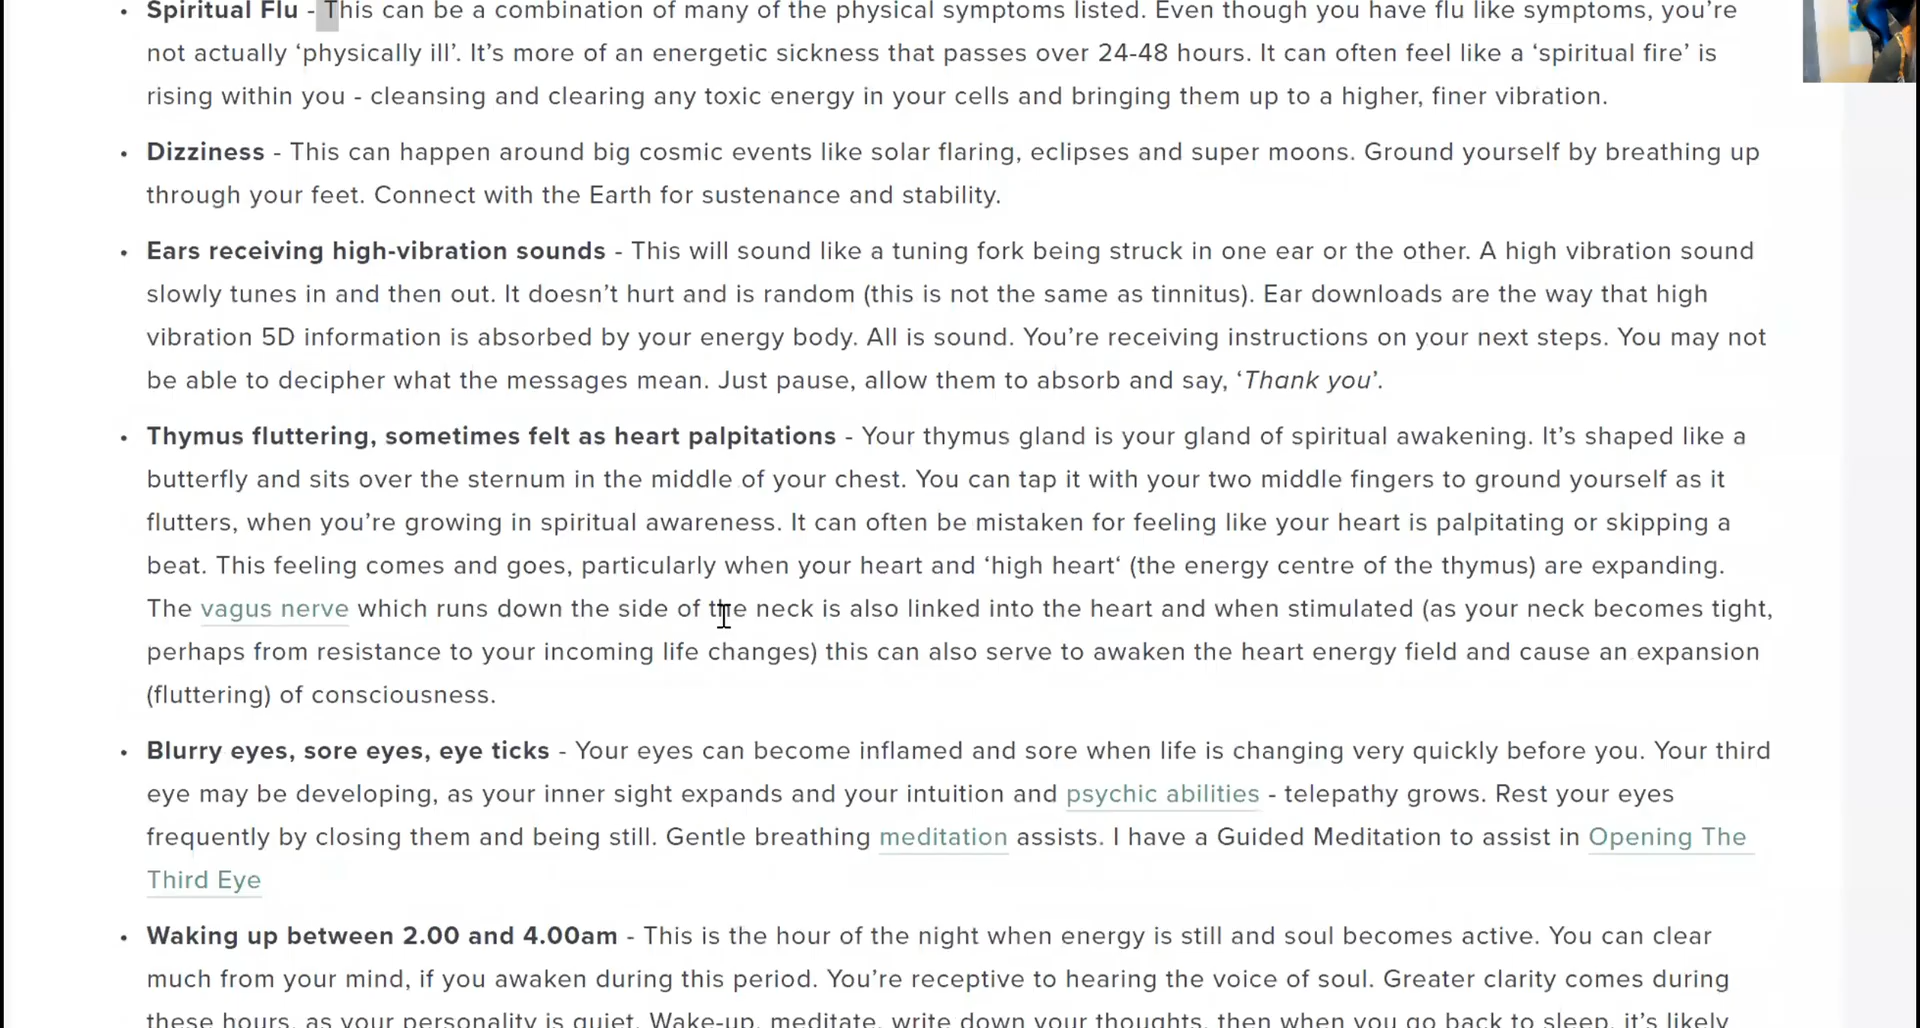 Spiritual Flu - This can be a combination of many of the physical symptoms listed. Even though you have flu like symptoms, you’re
not actually ‘physically ill’. It’s more of an energetic sickness that passes over 24-48 hours. It can often feel like a ‘spiritual fire’ is
rising within you - cleansing and clearing any toxic energy in your cells and bringing them up to a higher, finer vibration.
Dizziness - This can happen around big cosmic events like solar flaring, eclipses and super moons. Ground yourself by breathing up
through your feet. Connect with the Earth for sustenance and stability.
Ears receiving high-vibration sounds - This will sound like a tuning fork being struck in one ear or the other. A high vibration sound
slowly tunes in and then out. It doesn’t hurt and is random (this is not the same as tinnitus). Ear downloads are the way that high
vibration 5D information is absorbed by your energy body. All is sound. You’re receiving instructions on your next steps. You may not
be able to decipher what the messages mean. Just pause, allow them to absorb and say, ‘Thank you’.
Thymus fluttering, sometimes felt as heart palpitations - Your thymus gland is your gland of spiritual awakening. It’s shaped like a
butterfly and sits over the sternum in the middle of your chest. You can tap it with your two middle fingers to ground yourself as it
flutters, when you’re growing in spiritual awareness. It can often be mistaken for feeling like your heart is palpitating or skipping a
beat. This feeling comes and goes, particularly when your heart and ‘high heart‘ (the energy centre of the thymus) are expanding.
The vagus nerve which runs down the side of the neck is also linked into the heart and when stimulated (as your neck becomes tight,
perhaps from resistance to your incoming life changes) this can also serve to awaken the heart energy field and cause an expansion
(fluttering) of consciousness.
Blurry eyes, sore eyes, eye ticks - Your eyes can become inflamed and sore when life is changing very quickly before you. Your third
eye may be developing, as your inner sight expands and your intuition and psychic abilities - telepathy grows. Rest your eyes
frequently by closing them and being still. Gentle breathing meditation assists. I have a Guided Meditation to assist in Opening The
Third Eye
Waking up between 2.00 and 4.00am - This is the hour of the night when energy is still and soul becomes active. You can clear
much from your mind, if you awaken during this period. You’re receptive to hearing the voice of soul. Greater clarity comes during
these hours, as your personality is quiet. Wake-up, meditate, write down your thoughts, then when you go back to sleep, it’s likely